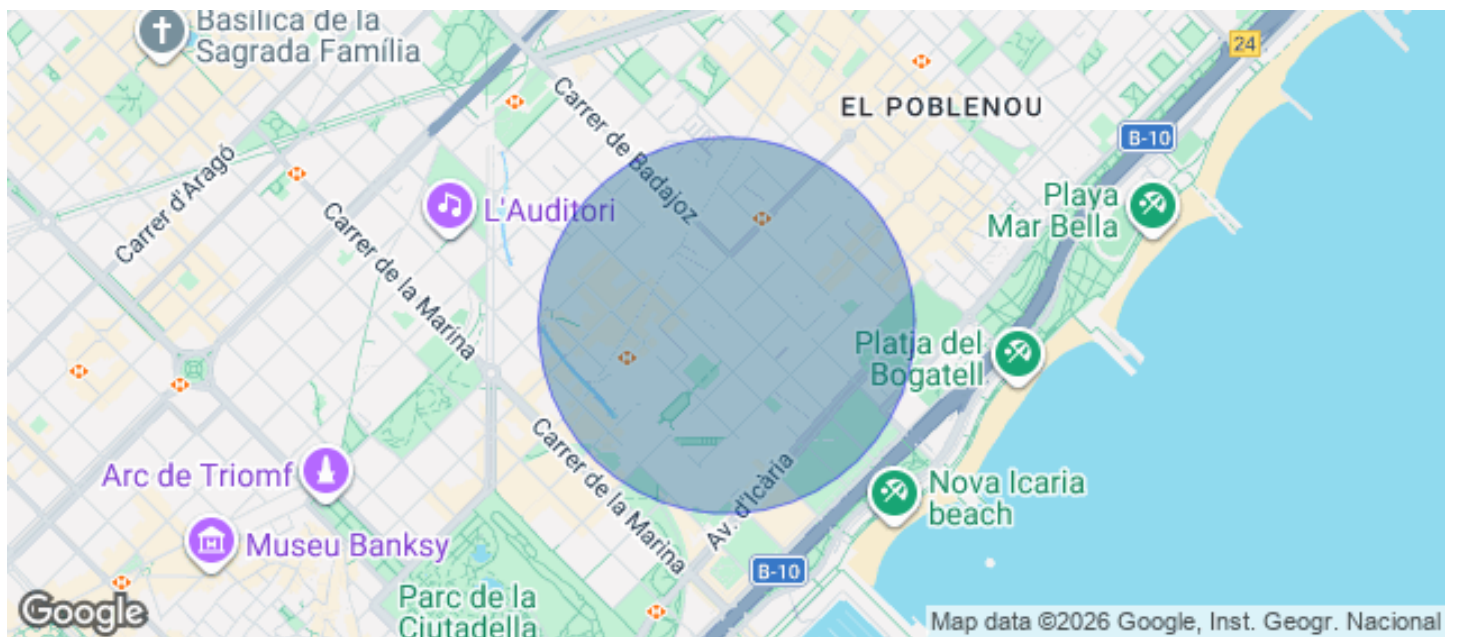 Basílica de la
Sagrada Família
24
EL POBLENOU
Carrer de Badajoz
B-10
Carrer d'Aragó
Playa
Mar Bella
L'Auditori
Carrer de la Marina
Platja del
Bogatell
Arc de Triomf
Carrer de la Marina
Av. d'Icària
Nova Icaria
beach
Museu Banksy
B-10
Parc de la
Ciutadella
Google
Map data ©2026 Google, Inst. Geogr. Nacional